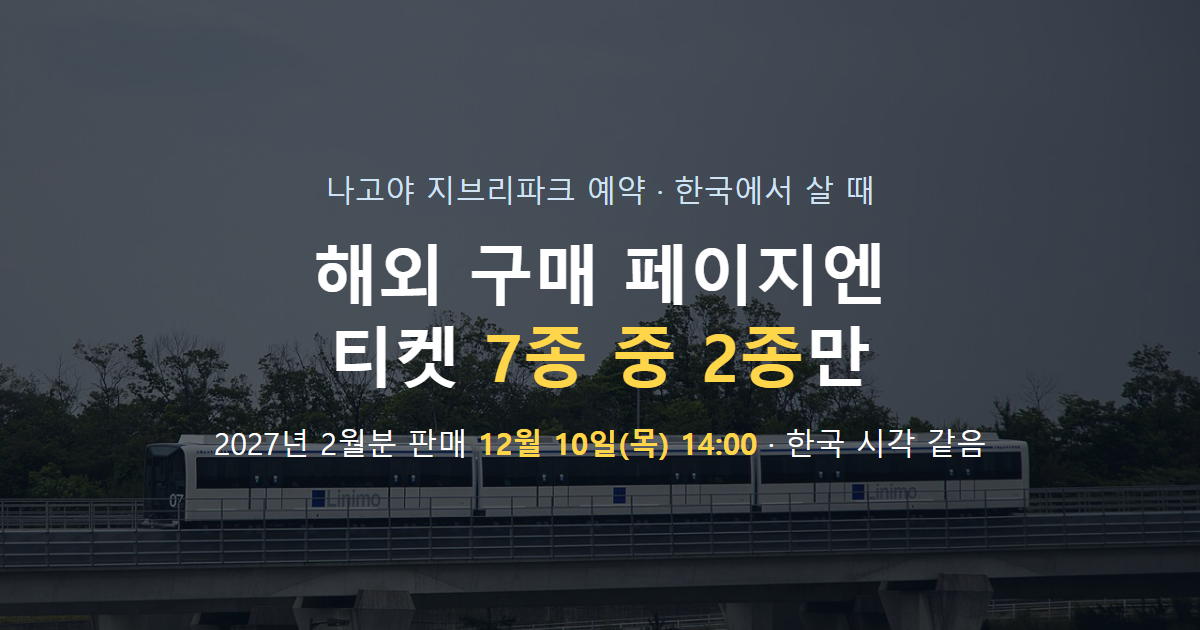 나고야 지브리파크 예약 · 한국에서 살 때
해외 구매 페이지엔
티켓 7종 중 2종만
2027년 2월분 판매 12월 10일(목) 14:00 · 한국 시각 같음
07 Linimo Linimo